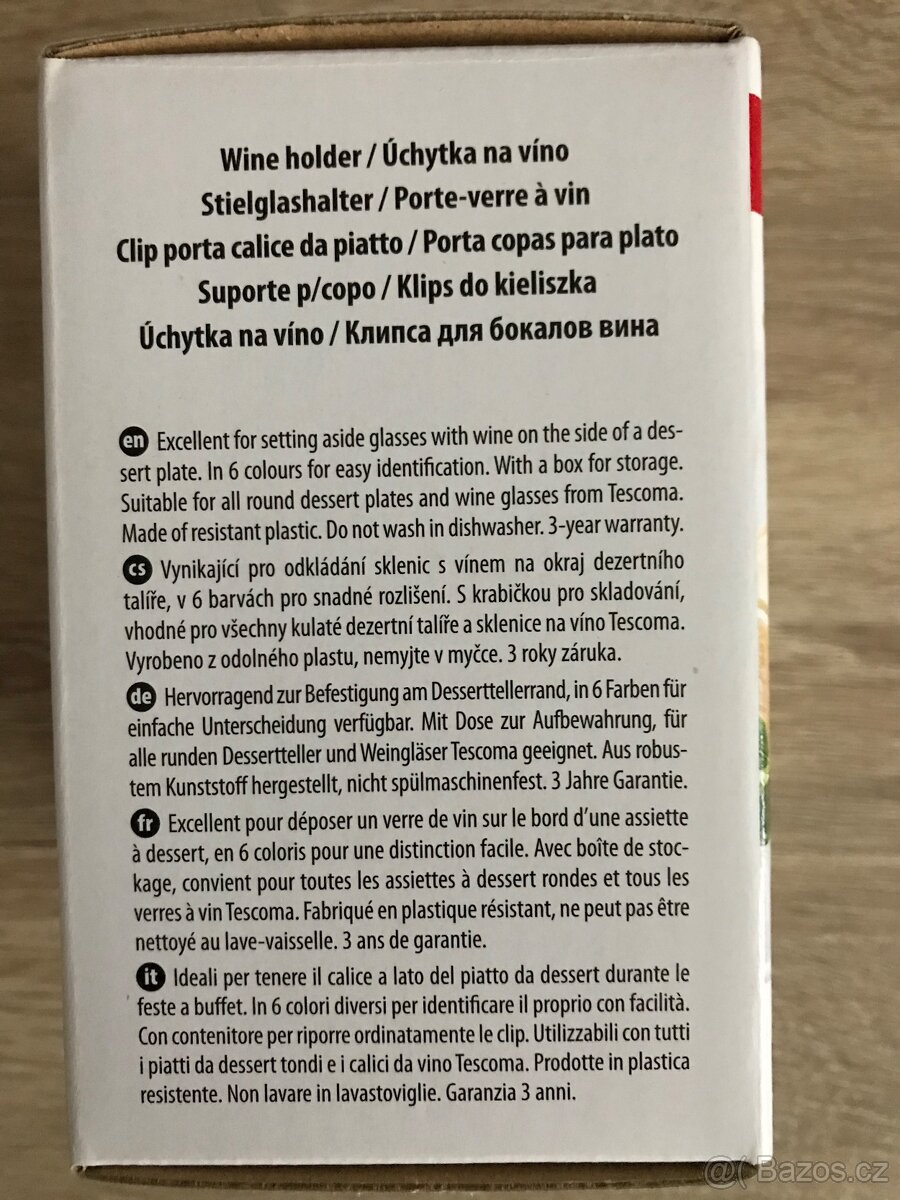 Wine holder / Úchytka na víno
Stielglashalter / Porte-verre à vin
Clip porta calice da piatto / Porta copas para plato
Suporte p/copo / Klips do kieliszka
Úchytka na víno / Клипса для бокалов вина
en Excellent for setting aside glasses with wine on the side of a des-
sert plate. In 6 colours for easy identification. With a box for storage.
Suitable for all round dessert plates and wine glasses from Tescoma.
Made of resistant plastic. Do not wash in dishwasher. 3-year warranty.
cs Vynikající pro odkládání sklenic s vínem na okraj dezertního
talíře, v 6 barvách pro snadné rozlišení. S krabičkou pro skladování,
vhodné pro všechny kulaté dezertní talíře a sklenice na víno Tescoma.
Vyrobeno z odolného plastu, nemyjte v myčce. 3 roky záruka.
de Hervorragend zur Befestigung am Desserttellerrand, in 6 Farben für
einfache Unterscheidung verfügbar. Mit Dose zur Aufbewahrung, für
alle runden Dessertteller und Weingläser Tescoma geeignet. Aus robus-
tem Kunststoff hergestellt, nicht spülmaschinenfest. 3 Jahre Garantie.
fr Excellent pour déposer un verre de vin sur le bord d'une assiette
à dessert, en 6 coloris pour une distinction facile. Avec boîte de stoc-
kage, convient pour toutes les assiettes à dessert rondes et tous les
verres à vin Tescoma. Fabriqué en plastique résistant, ne peut pas être
nettoyé au lave-vaisselle. 3 ans de garantie.
it Ideali per tenere il calice a lato del piatto da dessert durante le
feste a buffet. In 6 colori diversi per identificare il proprio con facilità.
Con contenitore per riporre ordinatamente le clip. Utilizzabili con tutti
i piatti da dessert tondi e i calici da vino Tescoma. Prodotte in plastica
resistente. Non lavare in lavastoviglie. Garanzia 3 anni.
@( Bazos.cz